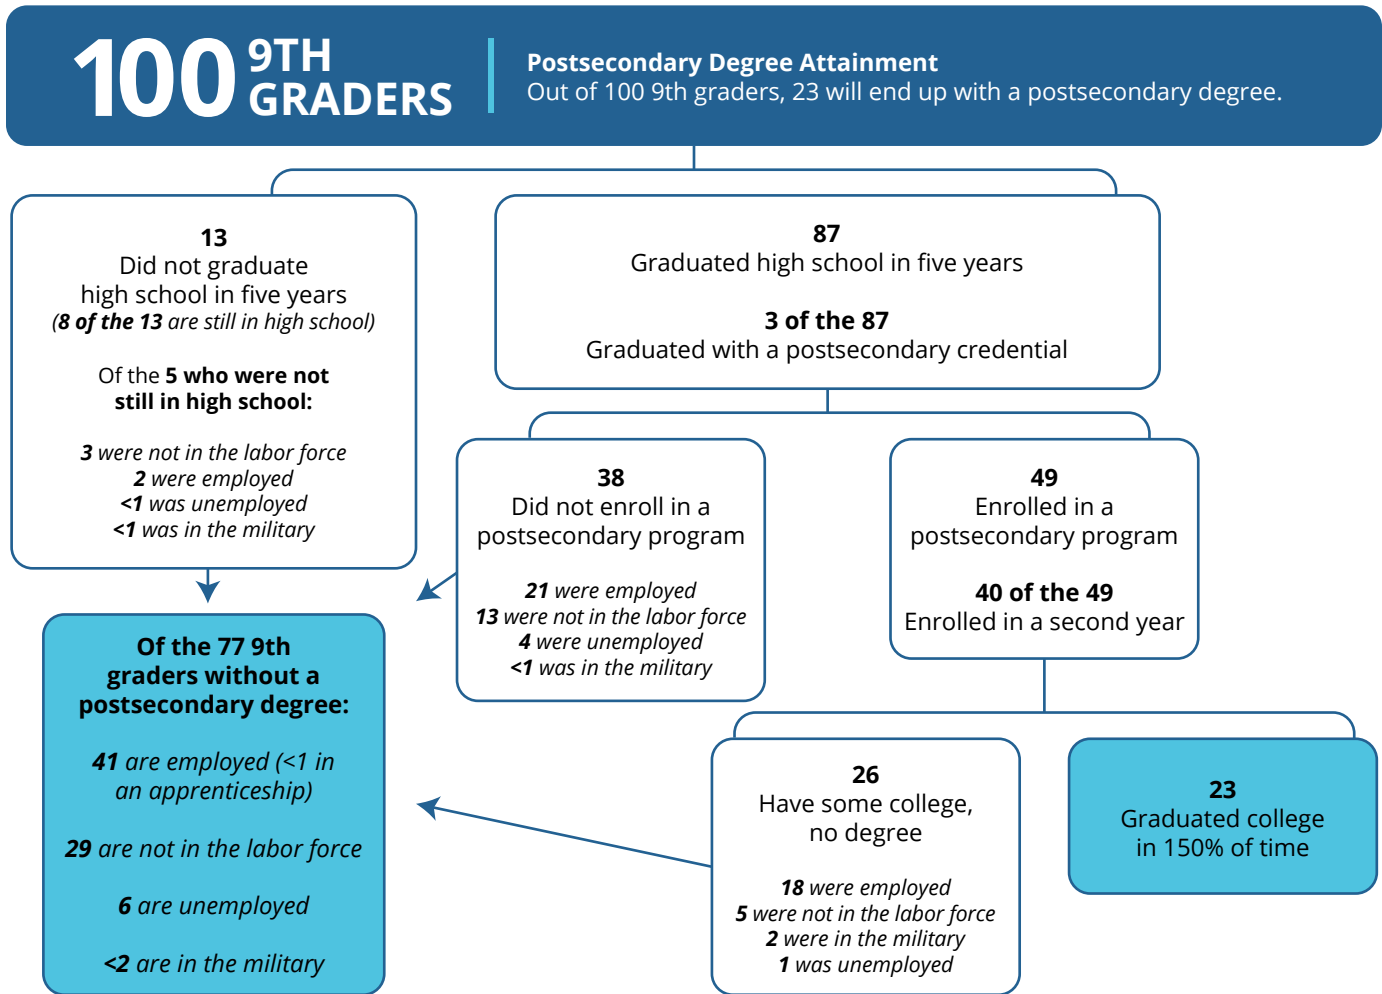 100 9TH
GRADERS
Postsecondary Degree Attainment
Out of 100 9th graders, 23 will end up with a postsecondary degree.
13
Did not graduate
high school in five years
(8 of the 13 are still in high school)
Of the 5 who were not
still in high school:
3 were not in the labor force
2 were employed
<1 was unemployed
<1 was in the military
87
Graduated high school in five years
3 of the 87
Graduated with a postsecondary credential
38
Did not enroll in a
postsecondary program
21 were employed
13 were not in the labor force
4 were unemployed
<1 was in the military
49
Enrolled in a
postsecondary program
40 of the 49
Enrolled in a second year
Of the 77 9th
graders without a
postsecondary degree:
41 are employed (<1 in
an apprenticeship)
29 are not in the labor force
6 are unemployed
<2 are in the military
26
Have some college,
no degree
18 were employed
5 were not in the labor force
2 were in the military
1 was unemployed
23
Graduated college
in 150% of time